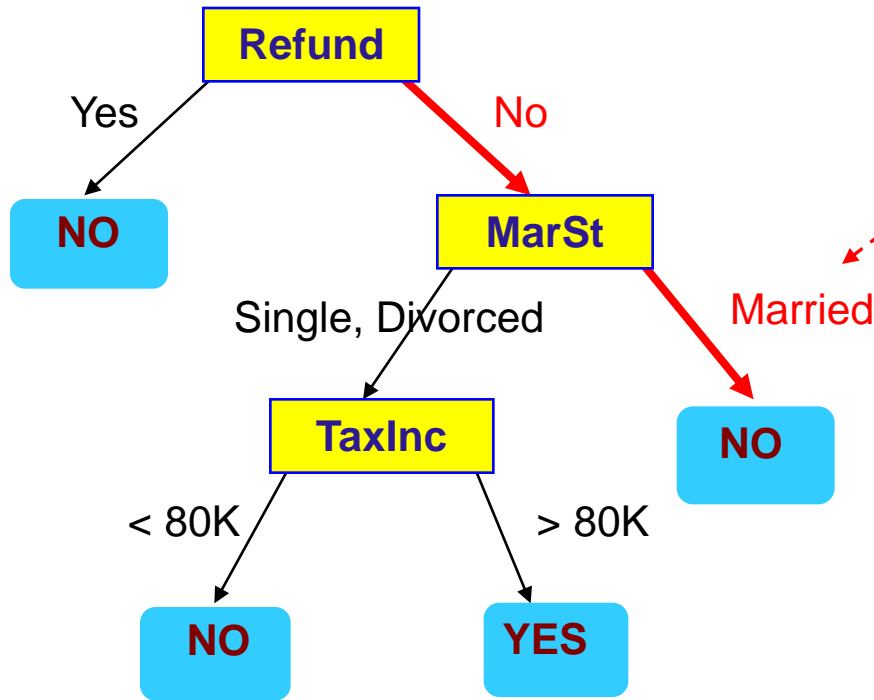 Refund
Yes
No
NO
MarSt
Single, Divorced
Married
TaxInc
NO
< 80K
> 80K
NO
YES